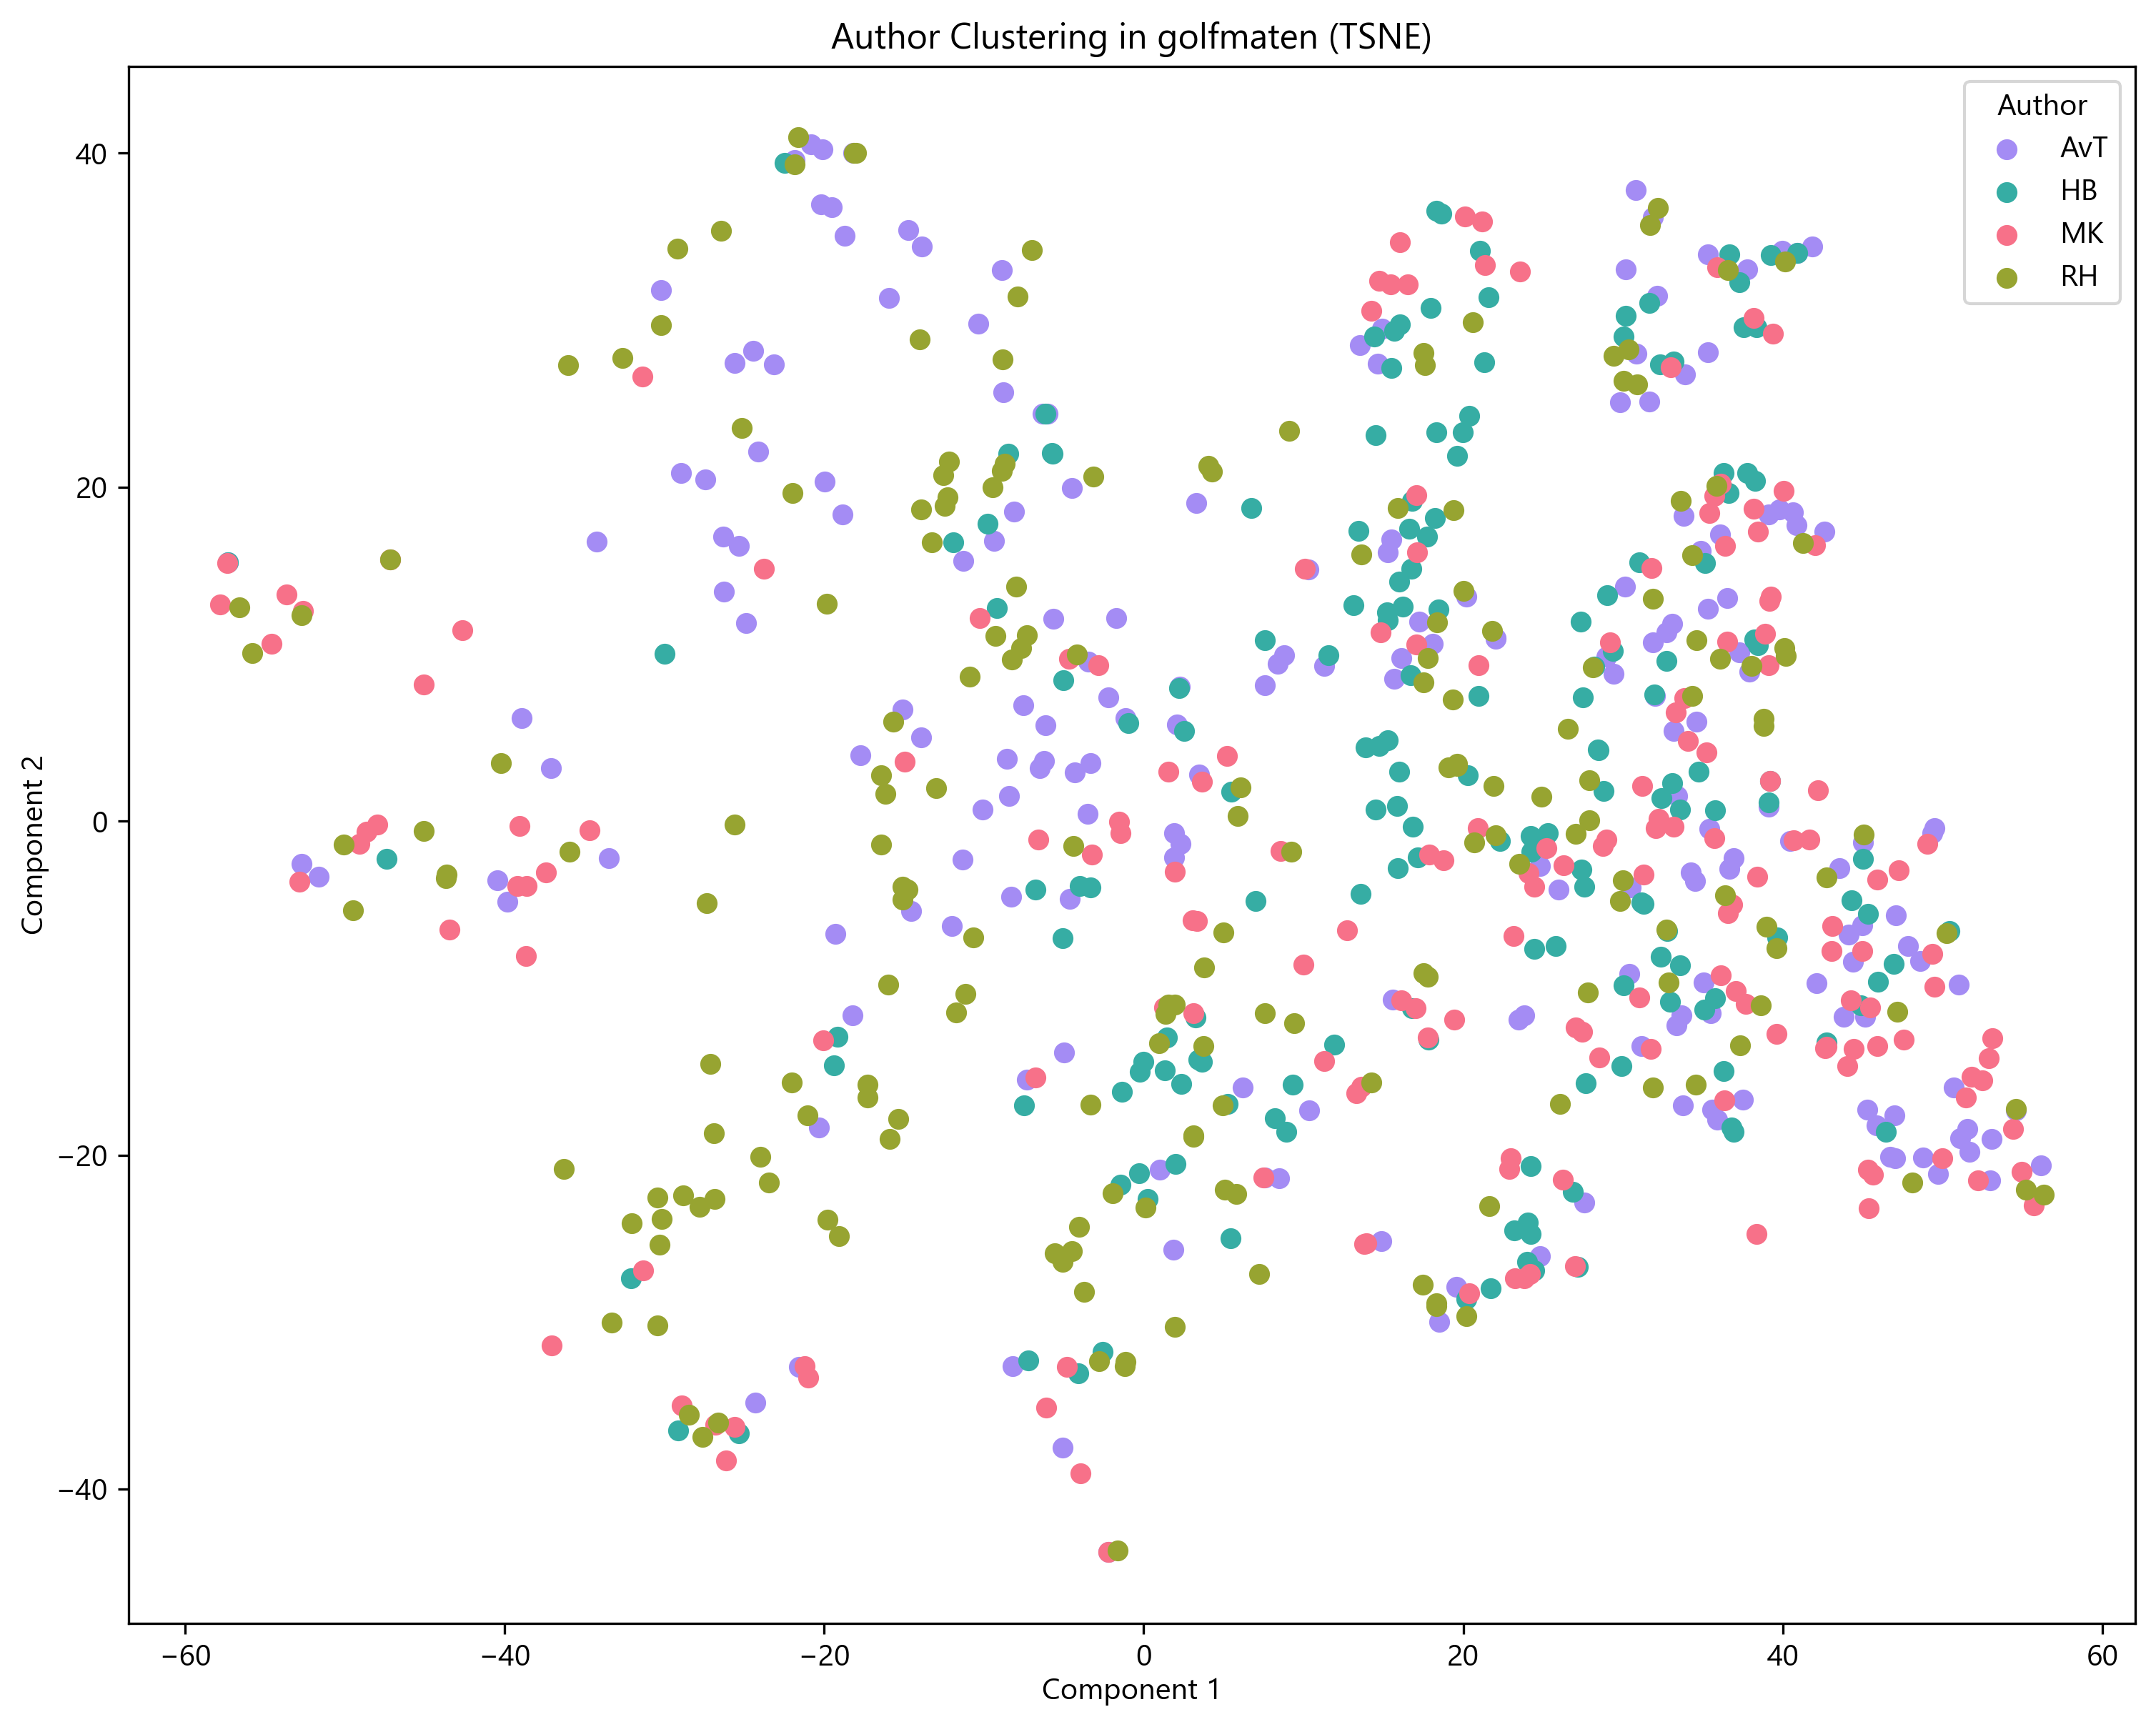 Author Clustering in golfmaten (TSNE)
Author
AvT
HB
MK
RH
40
20
0
−20
−40
Component 2
−60
−40
−20
0
20
40
60
Component 1